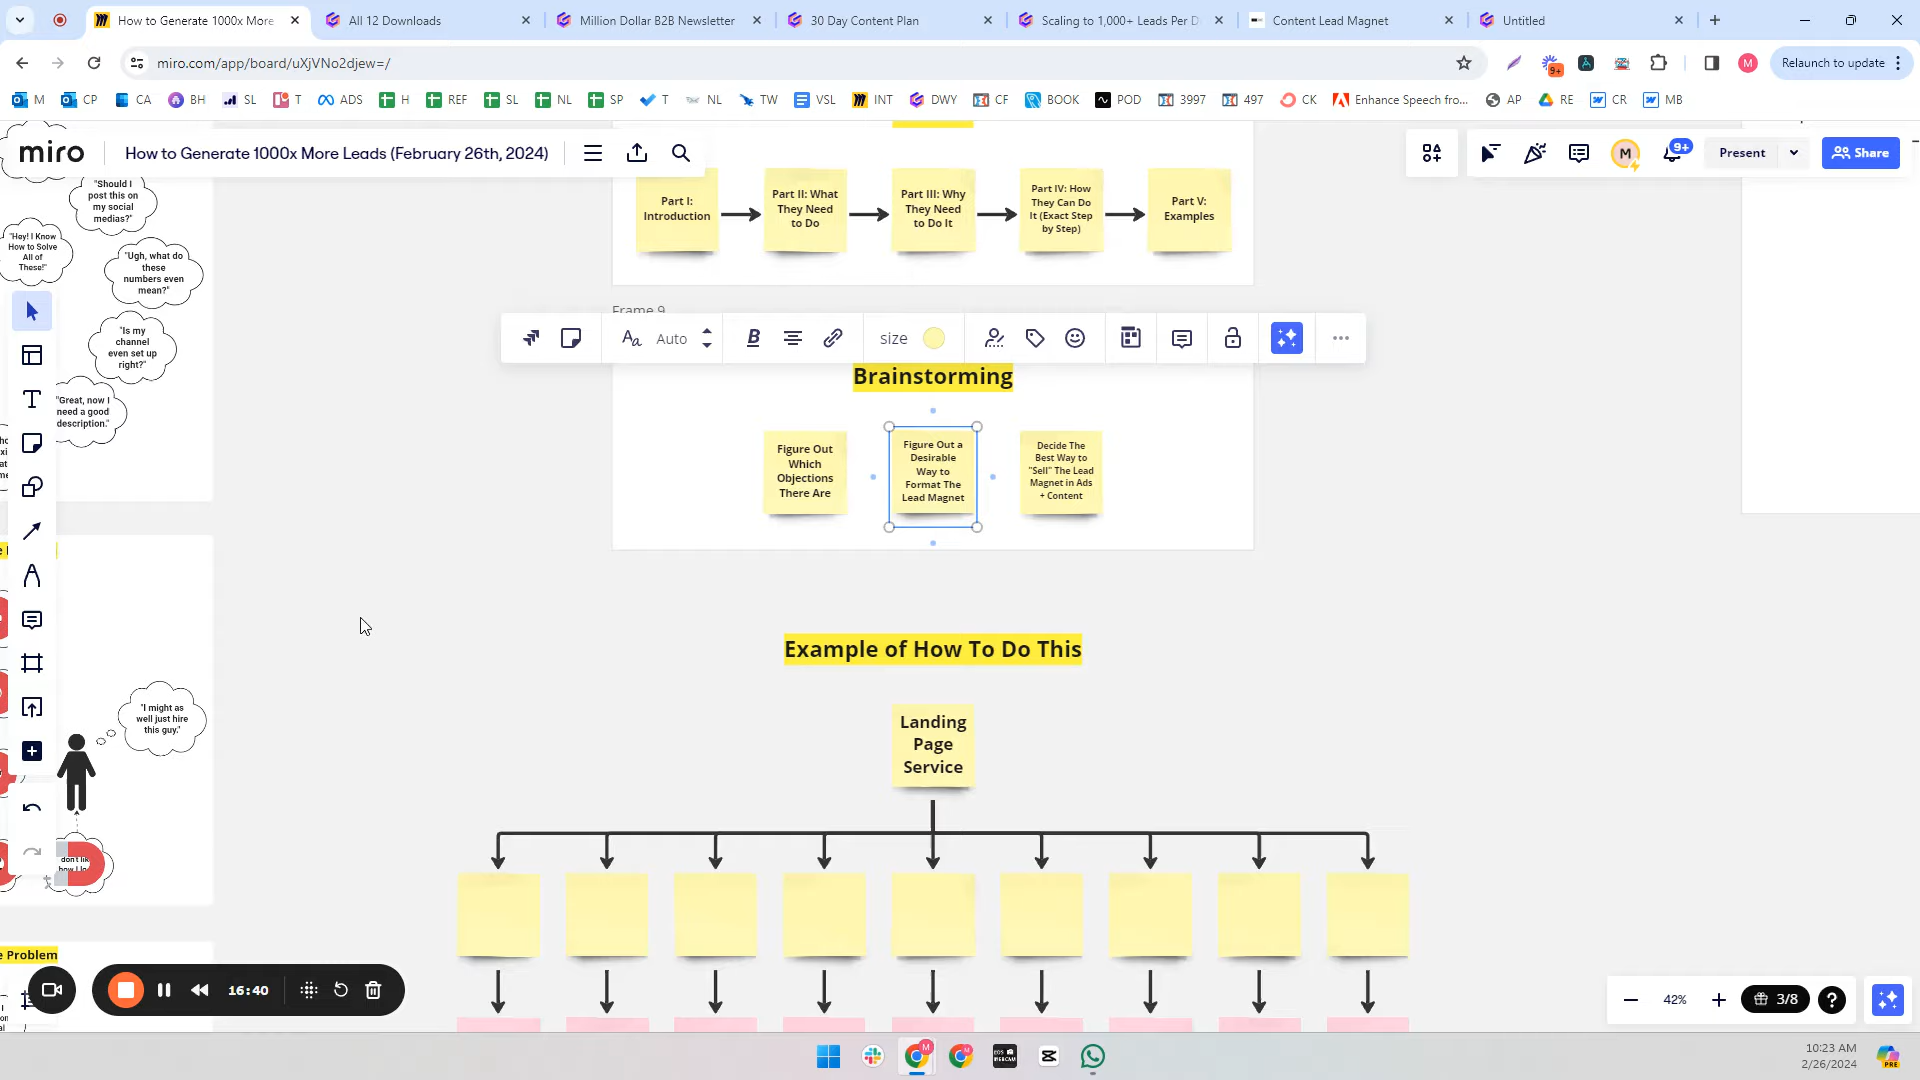 How to Generate 1000x More
All 12 Downloads
Million Dollar B2B Newsletter
30 Day Content Plan
Scaling to 1,000+ Leads Per D
Content Lead Magnet
Untitled
miro.com/app/board/uXjVNo2djew=/
9+
M
Relaunch to update
M
CP
CA
BH
SL
T
ADS
H
REF
SL
NL
SP
T
NL
TW
VSL
INT
DWY
CF
BOOK
POD
3997
497
CK
Enhance Speech fro...
AP
RE
CR
MB
miro
How to Generate 1000x More Leads (February 26th, 2024)
M
9+
Present
Share
"Should I
post this on
my social
medias?"
"Hey! I Know
How to Solve
All of
These!"
"Ugh, what do
these
numbers even
mean?"
"Is my
channel
even set up
right?"
"Great, now I
need a good
description."
Part I:
Introduction
Part II: What
They Need
to Do
Part III: Why
They Need
to Do It
Part IV: How
They Can Do
It (Exact Step
by Step)
Part V:
Examples
Frame 9
Aa
Auto
B
size
Brainstorming
Figure Out
Which
Objections
There Are
Figure Out a
Desirable
Way to
Format The
Lead Magnet
Decide The
Best Way to
"Sell" The Lead
Magnet in Ads
+ Content
Example of How To Do This
Landing
Page
Service
"I might as
well just hire
this guy."
don't lik
how I lo
e Problem
16:40
42%
3/8
?
10:23 AM
2/26/2024
PRE